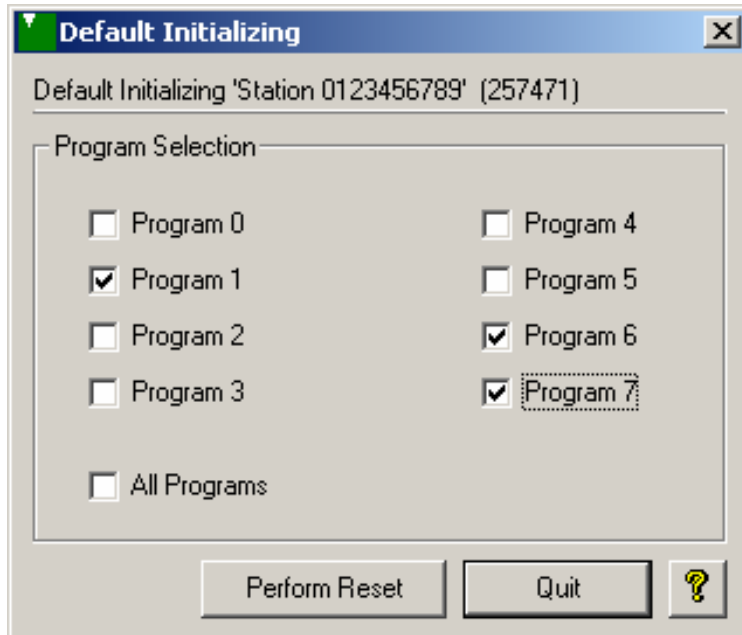 Default Initializing
Default Initializing 'Station 0123456789' (257471)
Program Selection
Program 0
Program 4
Program 1
Program 5
Program 2
Program 6
Program 3
Program 7
All Programs
Perform Reset
Quit
?